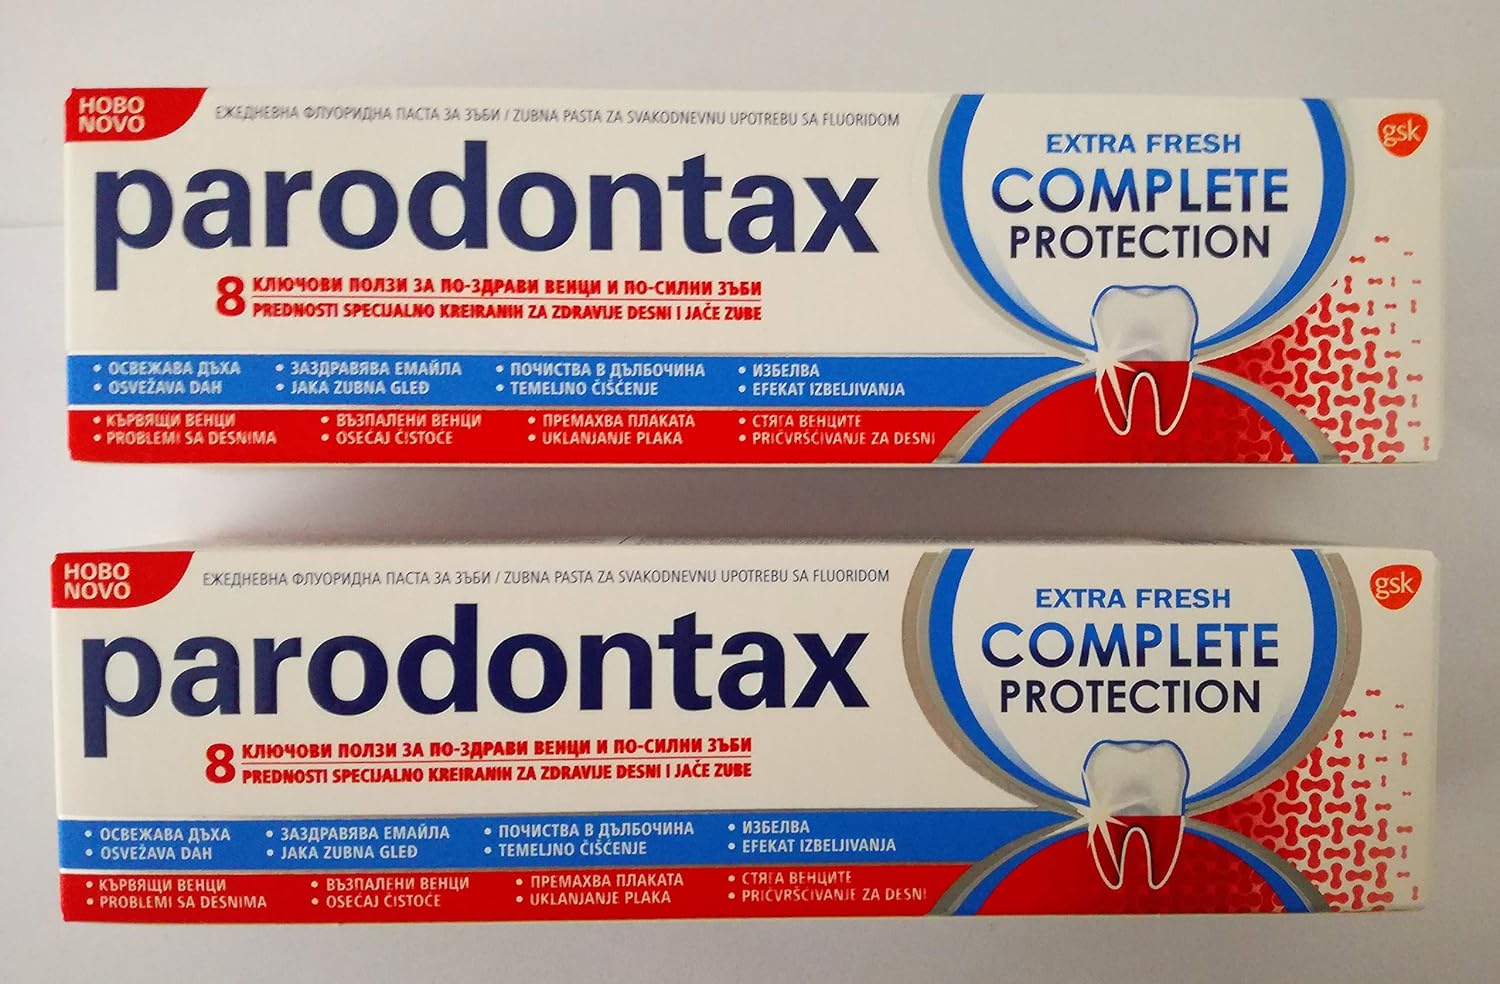 НОВО
NOVO
ЕЖЕДНЕВНА ФЛУОРИДНА ПАСТА ЗА ЗЪБИ / ZUBNA PASTA ZA SVAKODNEVNU UPOTREBU SA FLUORIDOM
parodontax
8 КЛЮЧОВИ ПОЛЗИ ЗА ПО-ЗДРАВИ ВЕНЦИ И ПО-СИЛНИ ЗЪБИ
PREDNOSTI SPECIJALNO KREIRANIH ZA ZDRAVIJE DESNI I JAČE ZUBE
EXTRA FRESH
COMPLETE
PROTECTION
gsk
• ОСВЕЖАВА ДЪХА • ЗАЗДРАВЯВА ЕМАЙЛА • ПОЧИСТВА В ДЪЛБОЧИНА • ИЗБЕЛВА
• OSVEŽAVA DAH • JAKA ZUBNA GLEĐ • TEMELJNO ČIŠĆENJE • EFEKAT IZBELJIVANJA
• КЪРВЯЩИ ВЕНЦИ • ВЪЗПАЛЕНИ ВЕНЦИ • ПРЕМАХВА ПЛАКАТА • СТЯГА ВЕНЦИТЕ
• PROBLEMI SA DESNIMA • OSEĆAJ ČISTOĆE • UKLANJANJE PLAKA • PRIČVRŠĆIVANJE ZA DESNI
НОВО
NOVO
ЕЖЕДНЕВНА ФЛУОРИДНА ПАСТА ЗА ЗЪБИ / ZUBNA PASTA ZA SVAKODNEVNU UPOTREBU SA FLUORIDOM
parodontax
8 КЛЮЧОВИ ПОЛЗИ ЗА ПО-ЗДРАВИ ВЕНЦИ И ПО-СИЛНИ ЗЪБИ
PREDNOSTI SPECIJALNO KREIRANIH ZA ZDRAVIJE DESNI I JAČE ZUBE
EXTRA FRESH
COMPLETE
PROTECTION
gsk
• ОСВЕЖАВА ДЪХА • ЗАЗДРАВЯВА ЕМАЙЛА • ПОЧИСТВА В ДЪЛБОЧИНА • ИЗБЕЛВА
• OSVEŽAVA DAH • JAKA ZUBNA GLEĐ • TEMELJNO ČIŠĆENJE • EFEKAT IZBELJIVANJA
• КЪРВЯЩИ ВЕНЦИ • ВЪЗПАЛЕНИ ВЕНЦИ • ПРЕМАХВА ПЛАКАТА • СТЯГА ВЕНЦИТЕ
• PROBLEMI SA DESNIMA • OSEĆAJ ČISTOĆE • UKLANJANJE PLAKA • PRIČVRŠĆIVANJE ZA DESNI